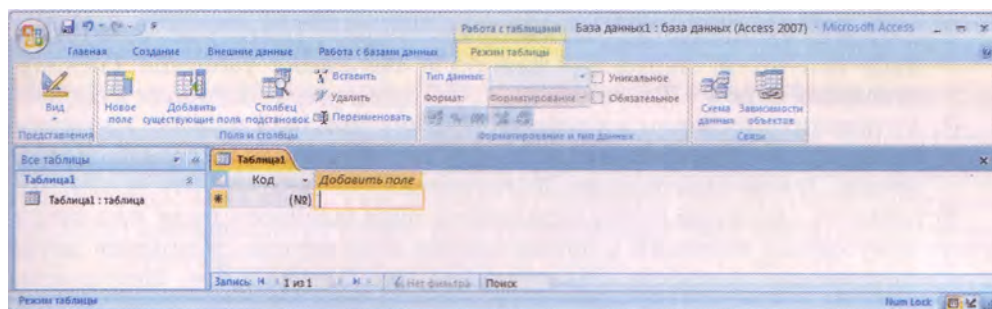 Работа с таблицами База данных1 : база данных (Access 2007) - Microsoft Access
Главная Создание Внешние данные Работа с базами данных Режим таблицы
Вид
Новое поле
Добавить существующие поля
Столбец подстановок
Вставить
Удалить
Переименовать
Тип данных:
Формат: Форматирование
% 000
Уникальное
Обязательное
Схема данных
Зависимости объектов
Представления Поля и столбцы Форматирование и тип данных Связи
Все таблицы
Таблица1
Таблица1 : таблица
Таблица1
Код Добавить поле
(№)
Запись: 1 из 1 Нет фильтра Поиск
Режим таблицы Num Lock